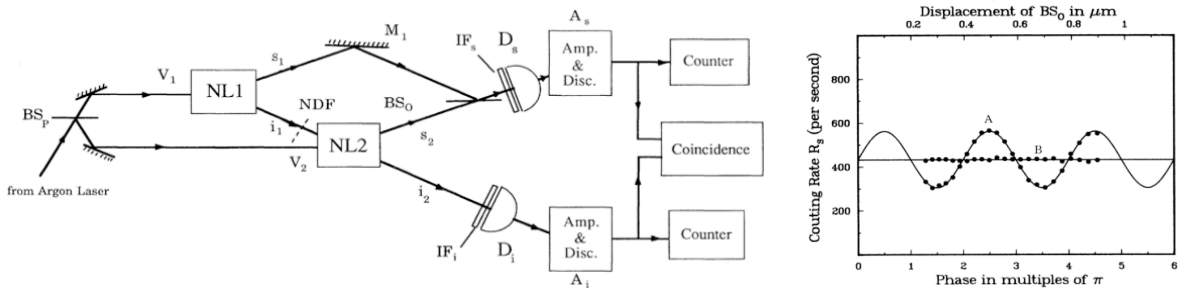 A_s
M_1
IF_s
D_s
Amp.
&
Disc.
Counter
s_1
V_1
NL1
BS_P
NDF
BS_O
i_1
s_2
NL2
V_2
Coincidence
from Argon Laser
i_2
Amp.
&
Disc.
Counter
IF_i
D_i
A_i
Displacement of BS_O in μm
0.2 0.4 0.6 0.8 1
Couting Rate R_s (per second)
800
600
400
200
A
B
0 1 2 3 4 5 6
Phase in multiples of π